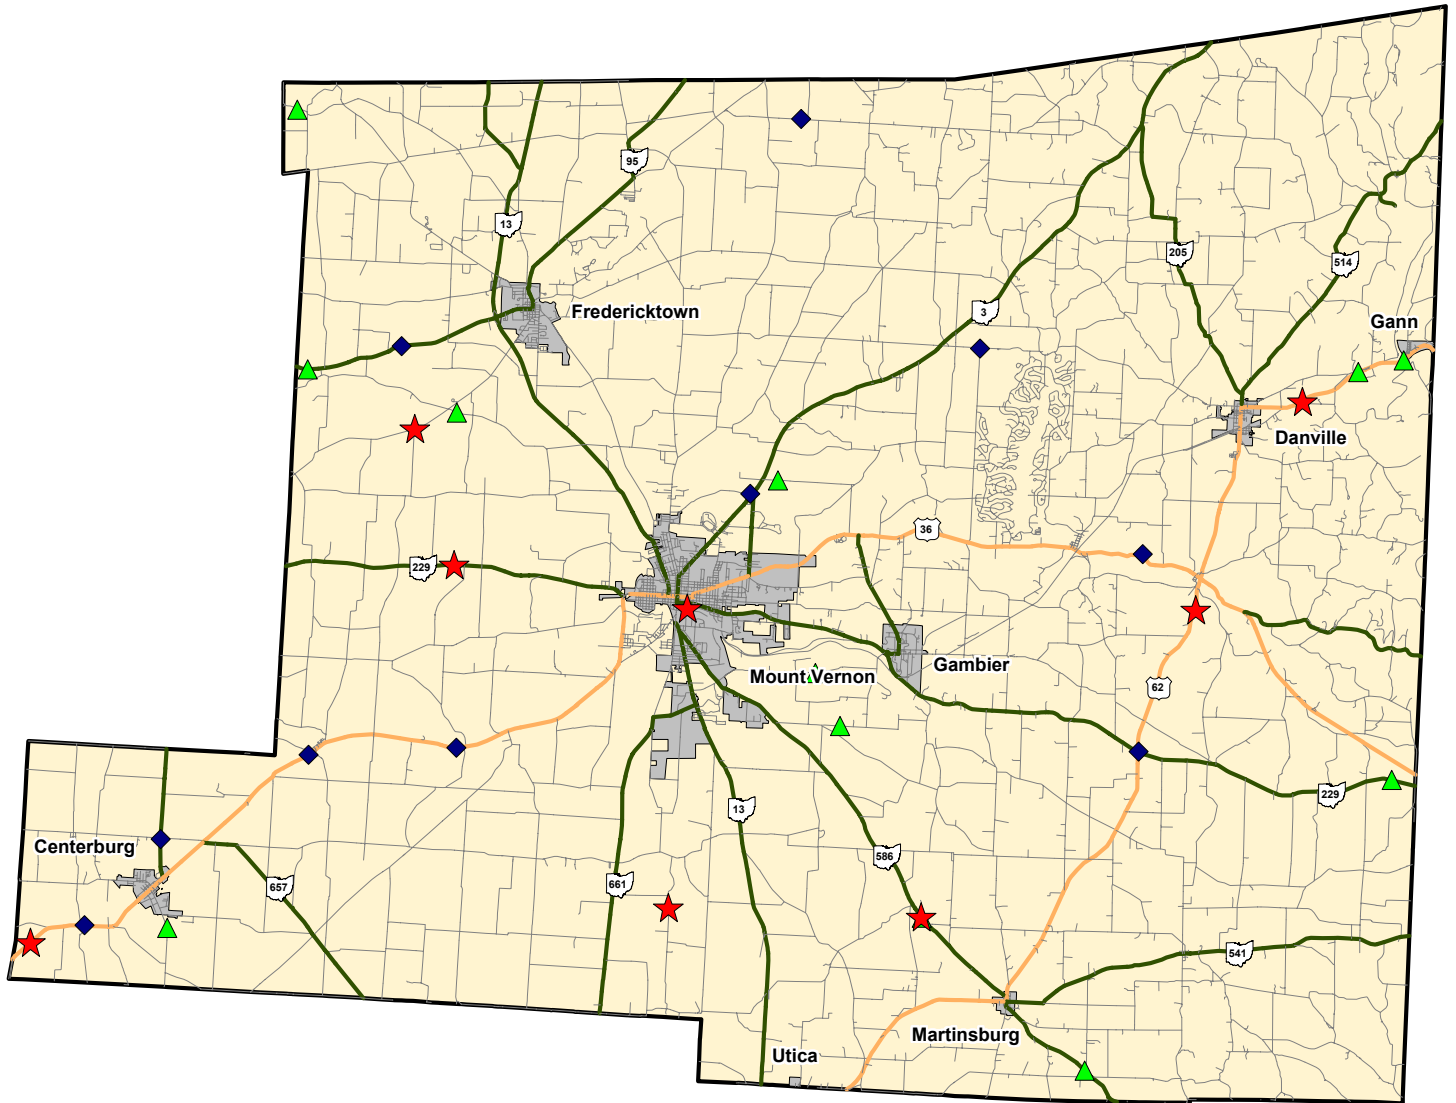 95
13
205
514
3
Fredericktown
Gann
Danville
36
229
Gambier
Mount Vernon
62
229
13
Centerburg
586
657
661
541
Martinsburg
Utica